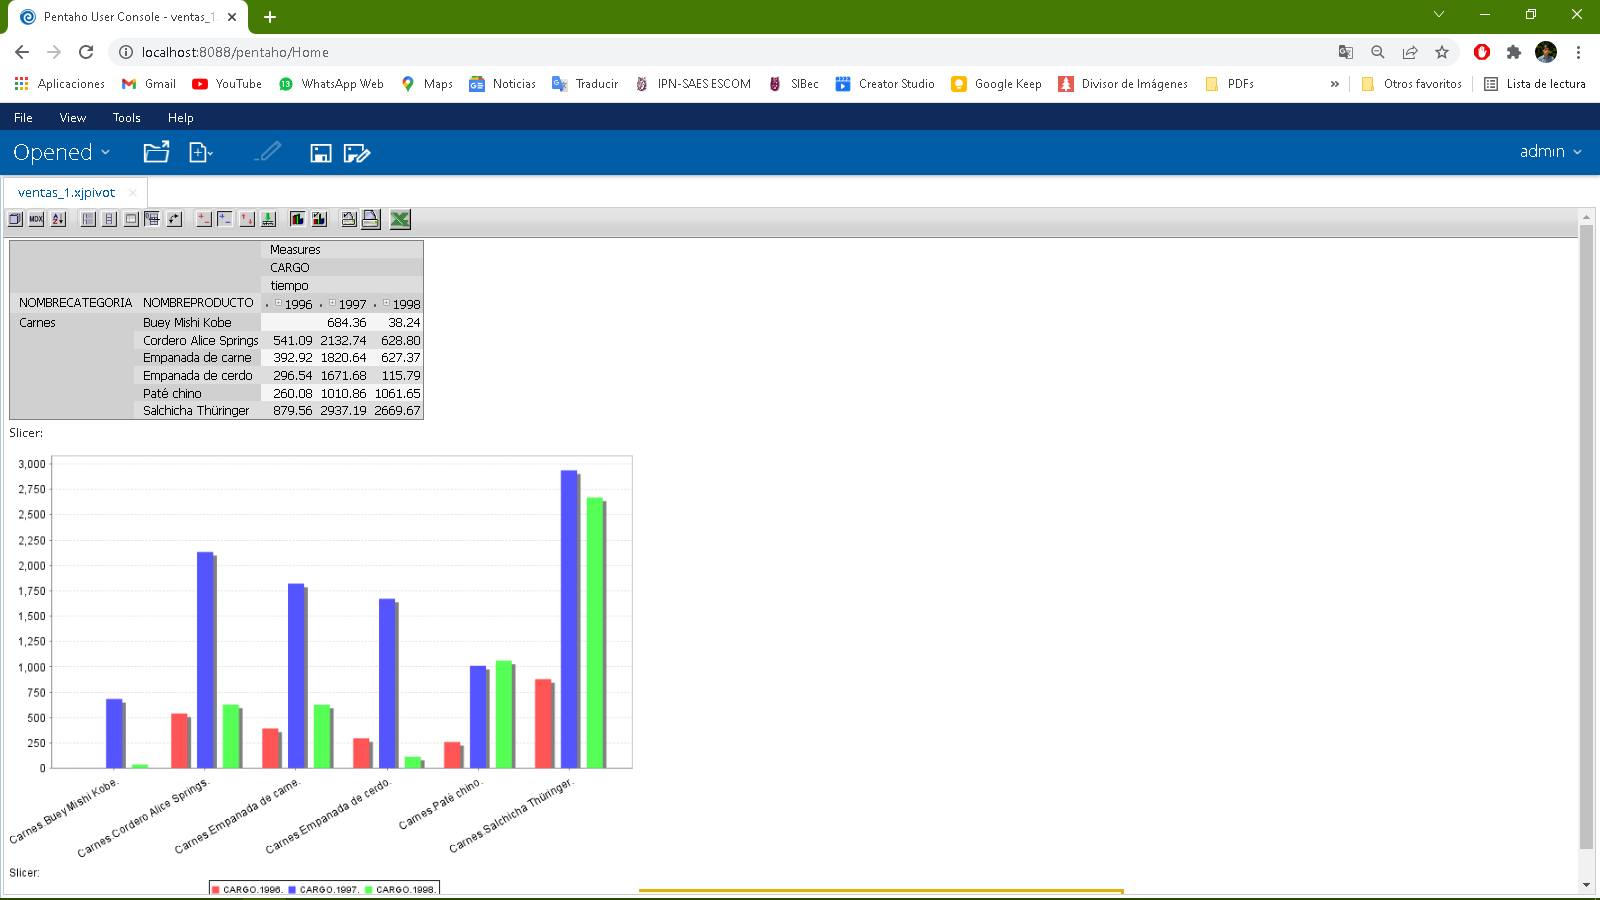 Pentaho User Console - ventas_1
localhost:8088/pentaho/Home
Aplicaciones Gmail YouTube 13 WhatsApp Web Maps Noticias Traducir IPN-SAES ESCOM SIBec Creator Studio Google Keep Divisor de Imágenes PDFs » Otros favoritos Lista de lectura
File View Tools Help
Opened admin
ventas_1.xjpivot
MDX
Measures
CARGO
tiempo
NOMBRECATEGORIA NOMBREPRODUCTO 1996 1997 1998
Carnes Buey Mishi Kobe 684.36 38.24
Cordero Alice Springs 541.09 2132.74 628.80
Empanada de carne 392.92 1820.64 627.37
Empanada de cerdo 296.54 1671.68 115.79
Paté chino 260.08 1010.86 1061.65
Salchicha Thüringer 879.56 2937.19 2669.67
Slicer:
3,000
2,750
2,500
2,250
2,000
1,750
1,500
1,250
1,000
750
500
250
0
Carnes.Buey Mishi Kobe.
Carnes.Cordero Alice Springs.
Carnes.Empanada de carne.
Carnes.Empanada de cerdo.
Carnes.Paté chino.
Carnes.Salchicha Thüringer.
Slicer:
CARGO.1996. CARGO.1997. CARGO.1998.